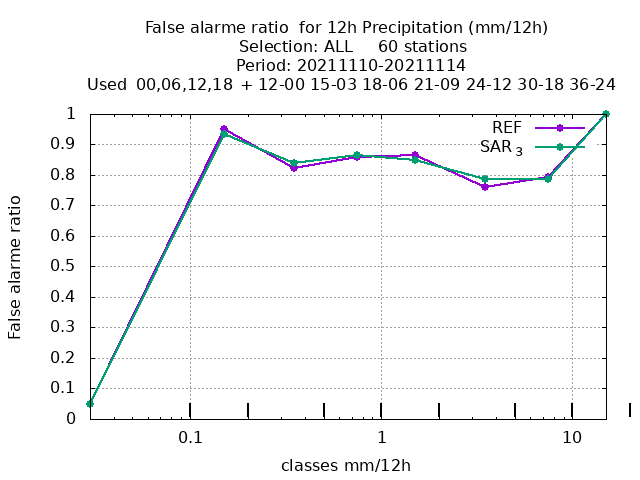 False alarme ratio  for 12h Precipitation (mm/12h)
Selection: ALL     60 stations
Period: 20211110-20211114
Used  00,06,12,18  + 12-00 15-03 18-06 21-09 24-12 30-18 36-24
REF
SAR 3
1
0.9
0.8
0.7
0.6
0.5
0.4
0.3
0.2
0.1
0
False alarme ratio
0.1 1 10
classes mm/12h